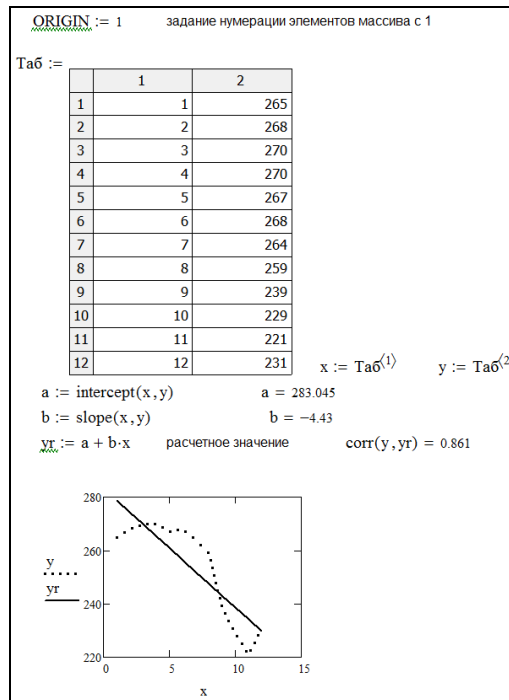 ORIGIN := 1 задание нумерации элементов массива с 1
Таб :=
1 2
1 1 265
2 2 268
3 3 270
4 4 270
5 5 267
6 6 268
7 7 264
8 8 259
9 9 239
10 10 229
11 11 221
12 12 231
x := Таб⟨1⟩ y := Таб⟨2
a := intercept(x,y) a = 283.045
b := slope(x,y) b = −4.43
yr := a + b·x расчетное значение corr(y,yr) = 0.861
280
260
y
yr
240
220
0 5 10 15
x